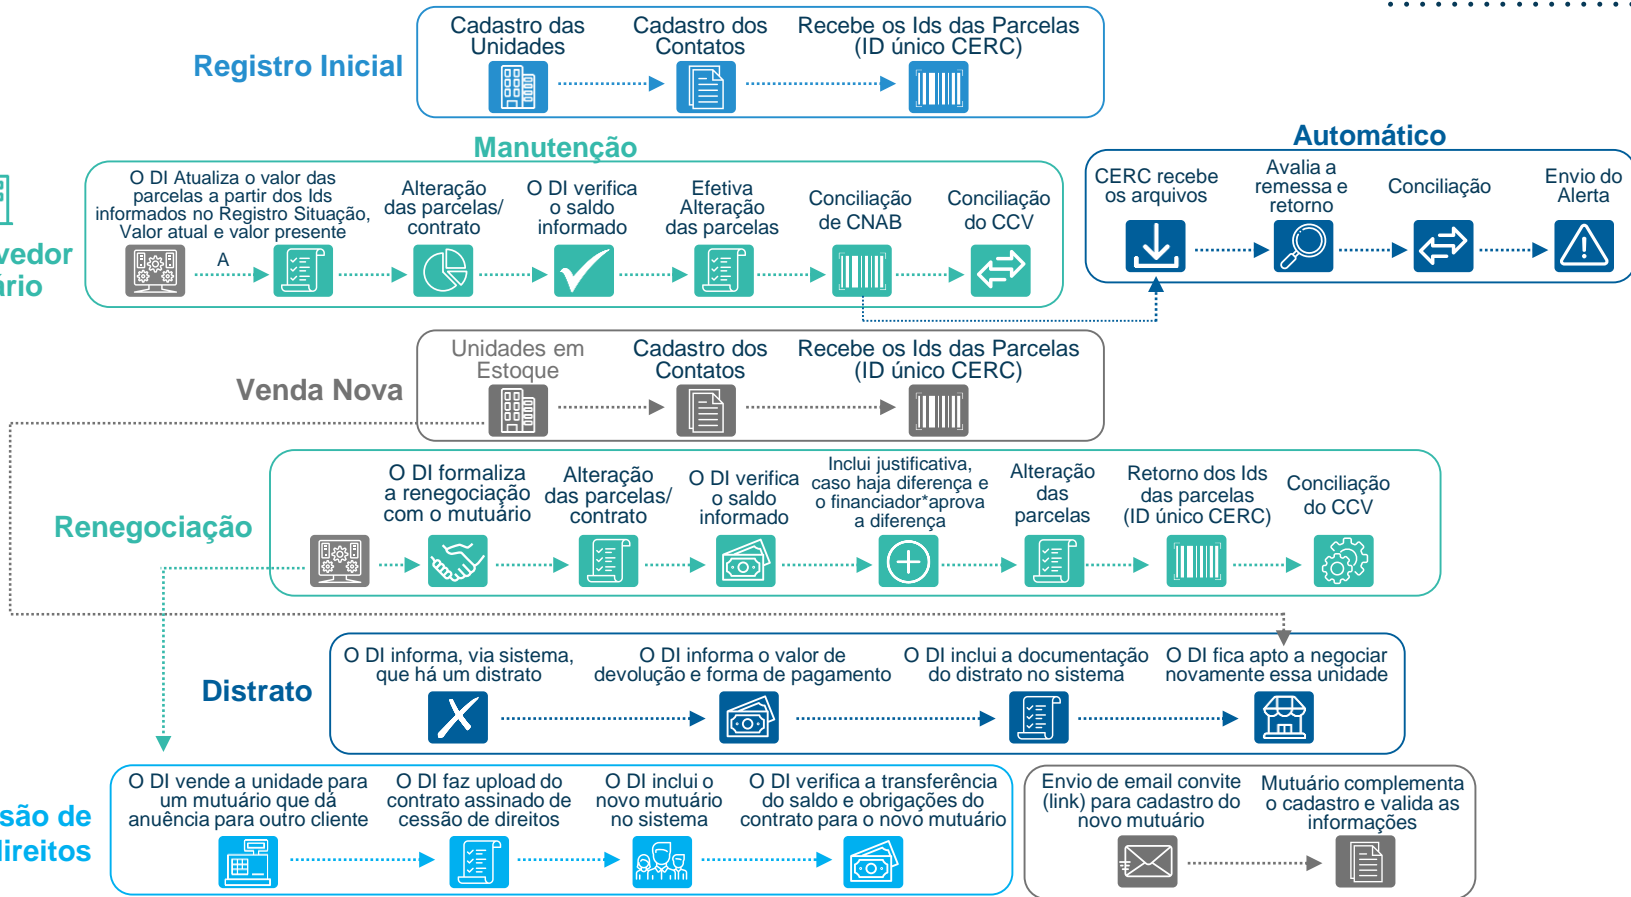 Registro Inicial
Cadastro das
Unidades
Cadastro dos
Contatos
Recebe os Ids das Parcelas
(ID único CERC)
Manutenção
O DI Atualiza o valor das
parcelas a partir dos Ids
informados no Registro Situação,
Valor atual e valor presente
A
Alteração
das parcelas/
contrato
O DI verifica
o saldo
informado
Efetiva
Alteração
das parcelas
Conciliação
de CNAB
Conciliação
do CCV
Automático
CERC recebe
os arquivos
Avalia a
remessa e
retorno
Conciliação
Envio do
Alerta
vedor
ário
Venda Nova
Unidades em
Estoque
Cadastro dos
Contatos
Recebe os Ids das Parcelas
(ID único CERC)
Renegociação
O DI formaliza
a renegociação
com o mutuário
Alteração
das parcelas/
contrato
O DI verifica
o saldo
informado
Inclui justificativa,
caso haja diferença e
o financiador*aprova
a diferença
Alteração
das
parcelas
Retorno dos Ids
das parcelas
(ID único CERC)
Conciliação
do CCV
Distrato
O DI informa, via sistema,
que há um distrato
O DI informa o valor de
devolução e forma de pagamento
O DI inclui a documentação
do distrato no sistema
O DI fica apto a negociar
novamente essa unidade
são de
direitos
O DI vende a unidade para
um mutuário que dá
anuência para outro cliente
O DI faz upload do
contrato assinado de
cessão de direitos
O DI inclui o
novo mutuário
no sistema
O DI verifica a transferência
do saldo e obrigações do
contrato para o novo mutuário
Envio de email convite
(link) para cadastro do
novo mutuário
Mutuário complementa
o cadastro e valida as
informações